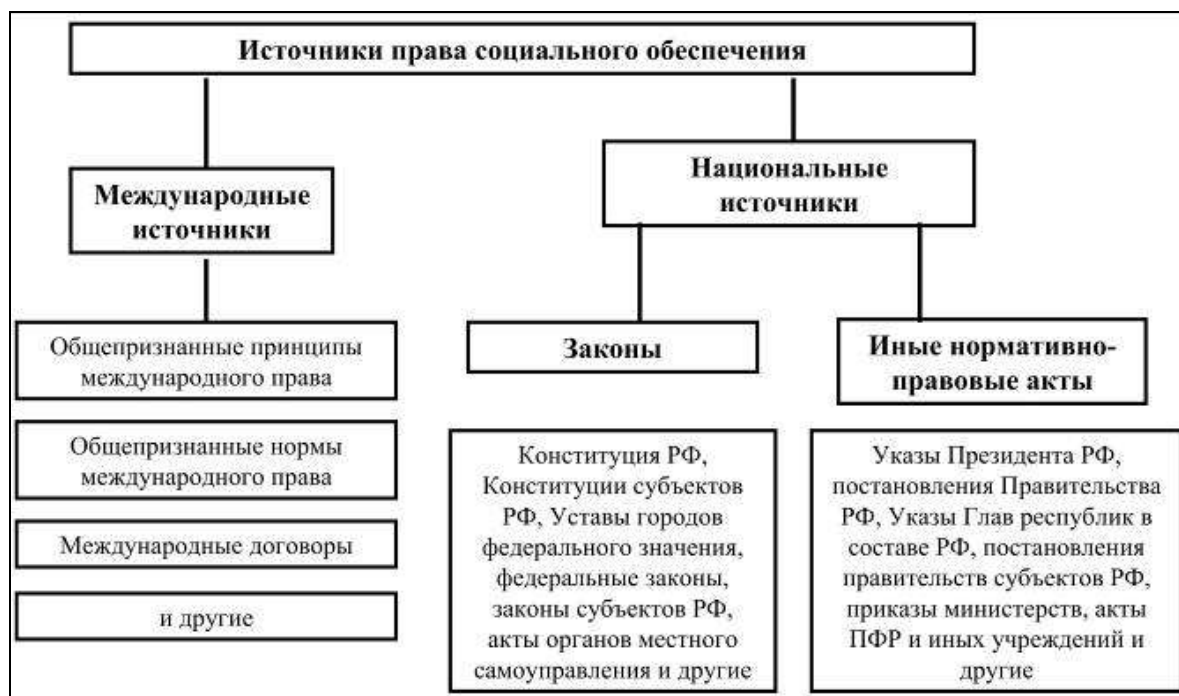 Источники права социального обеспечения
Международные
источники
Национальные
источники
Общепризнанные принципы
международного права
Общепризнанные нормы
международного права
Международные договоры
и другие
Законы
Конституция РФ,
Конституции субъектов
РФ, Уставы городов
федерального значения,
федеральные законы,
законы субъектов РФ,
акты органов местного
самоуправления и другие
Иные нормативно-
правовые акты
Указы Президента РФ,
постановления Правительства
РФ, Указы Глав республик в
составе РФ, постановления
правительств субъектов РФ,
приказы министерств, акты
ПФР и иных учреждений и
другие